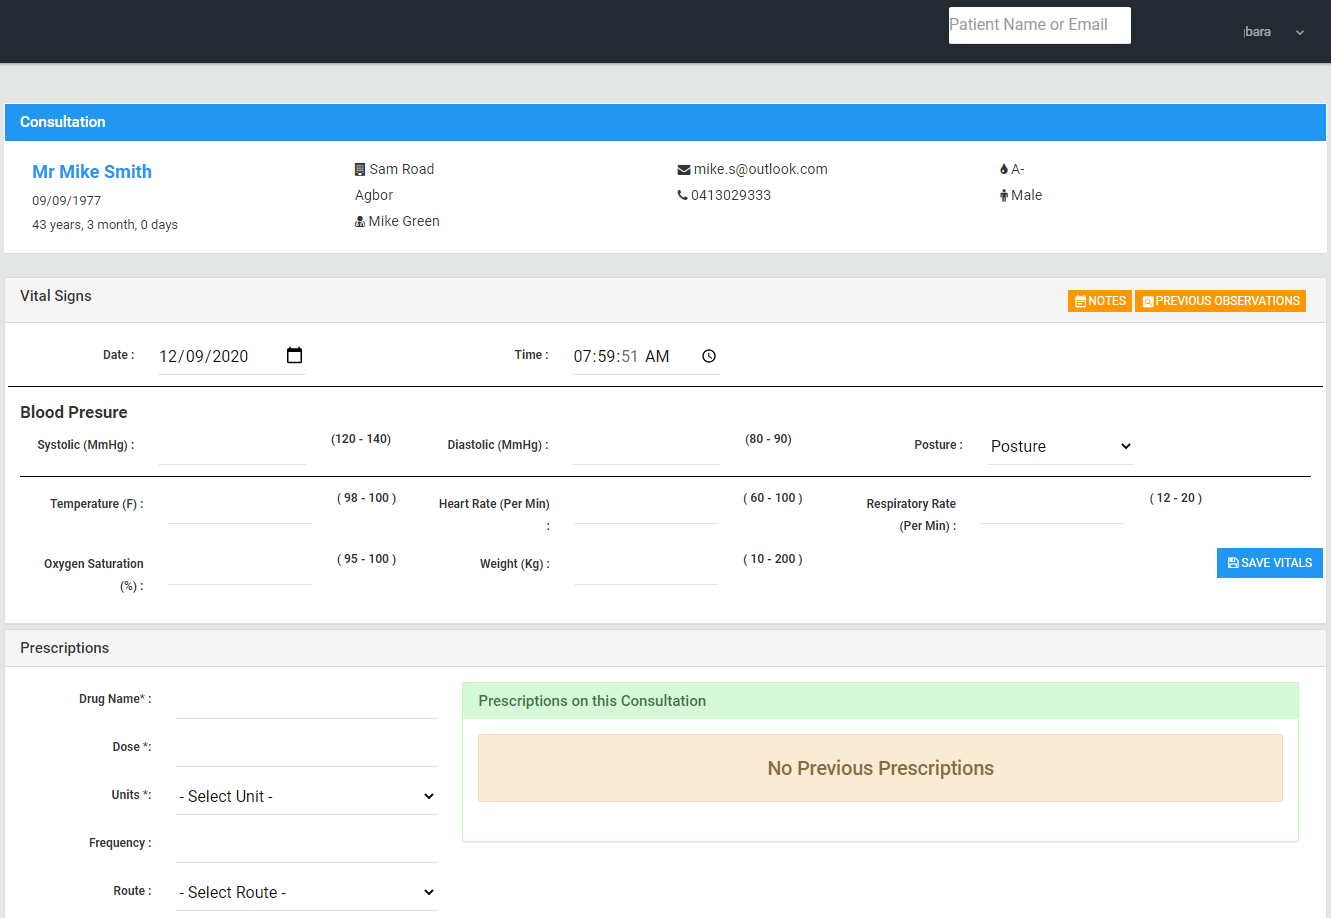 Patient Name or Email
bara
Consultation
Mr Mike Smith
09/09/1977
43 years, 3 month, 0 days
Sam Road
Agbor
Mike Green
mike.s@outlook.com
0413029333
A-
Male
Vital Signs
NOTES
PREVIOUS OBSERVATIONS
Date : 12/09/2020
Time : 07:59:51 AM
Blood Presure
Systolic (MmHg) : (120 - 140)
Diastolic (MmHg) : (80 - 90)
Posture : Posture
Temperature (F) : ( 98 - 100 )
Heart Rate (Per Min)
: ( 60 - 100 )
Respiratory Rate
(Per Min) : ( 12 - 20 )
Oxygen Saturation
(%) : ( 95 - 100 )
Weight (Kg) : ( 10 - 200 )
SAVE VITALS
Prescriptions
Drug Name* :
Dose *:
Units *: - Select Unit -
Frequency :
Route : - Select Route -
Prescriptions on this Consultation
No Previous Prescriptions